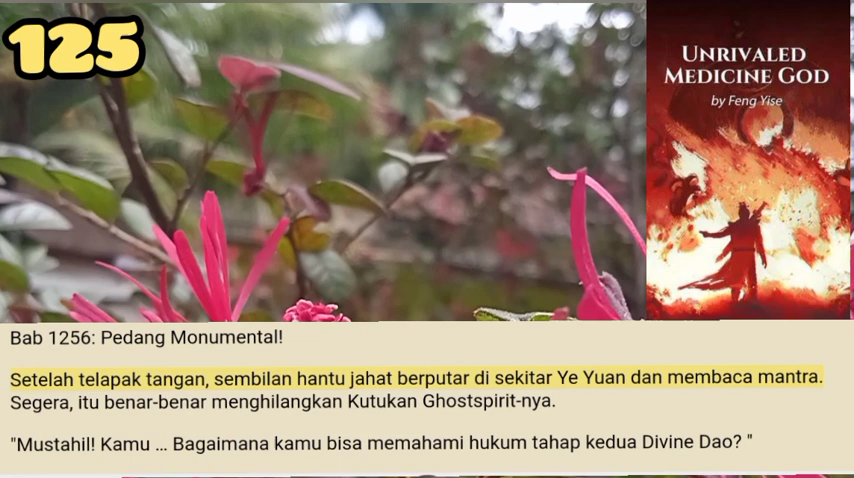 125
UNRIVALED
MEDICINE GOD
by Feng Yise
Bab 1256: Pedang Monumental!
Setelah telapak tangan, sembilan hantu jahat berputar di sekitar Ye Yuan dan membaca mantra.
Segera, itu benar-benar menghilangkan Kutukan Ghostspirit-nya.
"Mustahil! Kamu ... Bagaimana kamu bisa memahami hukum tahap kedua Divine Dao? "